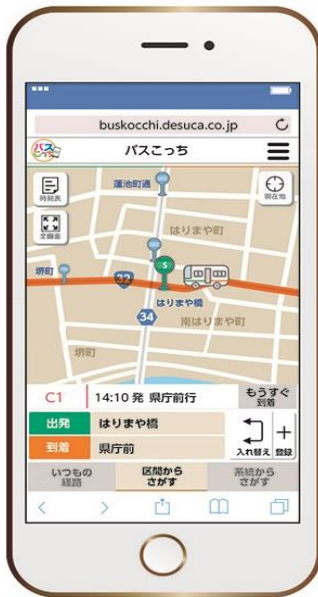 buskocchi.desuca.co.jp
バスこっち
時刻表
蓮池町通
現在地
全画面
はりまや町
堺町
32
S
はりまや橋
34
南はりまや町
堺町
C1
14:10 発 県庁前行
もうすぐ
到着
出発
はりまや橋
到着
県庁前
入れ替え
登録
いつもの
経路
区間から
さがす
系統から
さがす